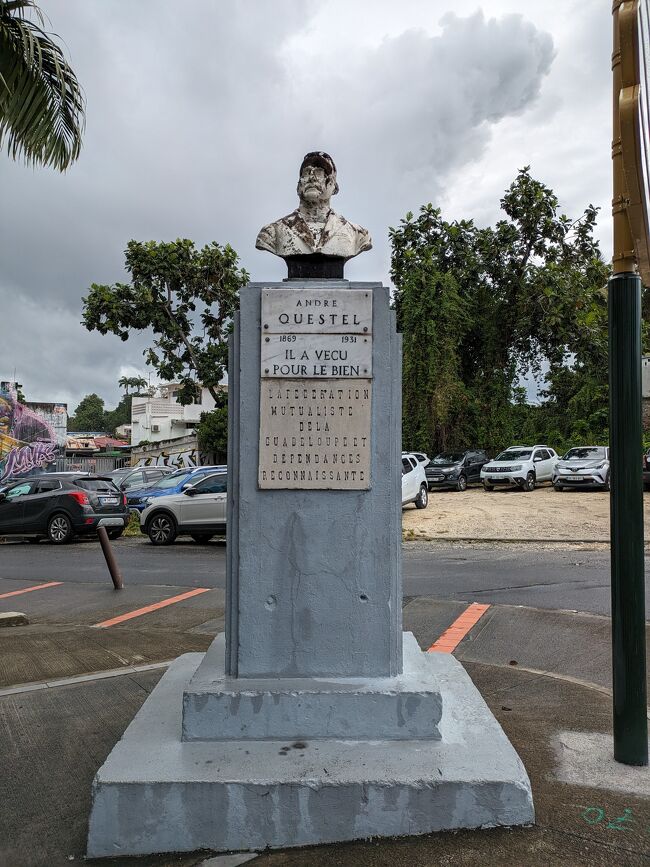 ANDRE
QUESTEL
1869 1931
IL A VECU
POUR LE BIEN
LA FEDERATION
MUTUALISTE
DE LA
GUADELOUPE ET
DEPENDANCES
RECONNAISSANTE